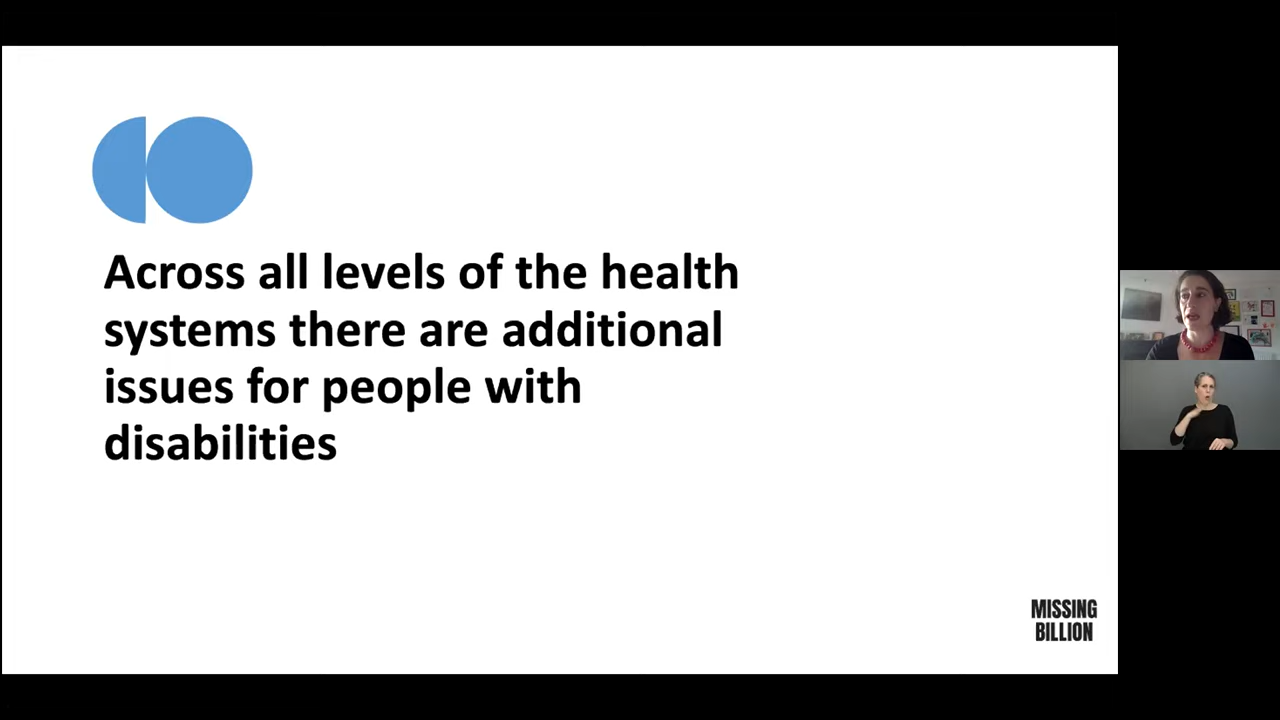 Across all levels of the health
systems there are additional
issues for people with
disabilities
MISSING
BILLION